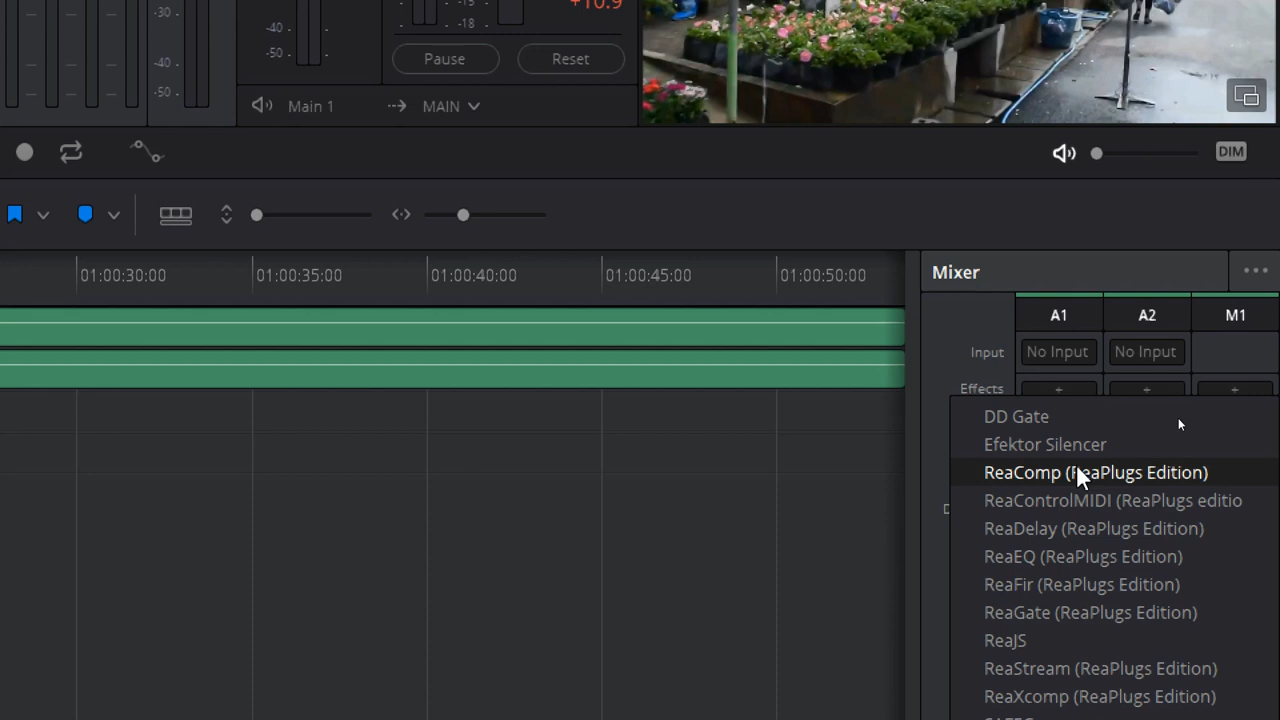 -30
-40
-50
-40
-50
-15
-18
+10.9
Pause
Reset
Main 1
MAIN
DIM
01:00:30:00
01:00:35:00
01:00:40:00
01:00:45:00
01:00:50:00
Mixer
A1
A2
M1
Input
No Input
No Input
Effects
+
+
+
DD Gate
Efektor Silencer
ReaComp (ReaPlugs Edition)
ReaControlMIDI (ReaPlugs editio
ReaDelay (ReaPlugs Edition)
ReaEQ (ReaPlugs Edition)
ReaFir (ReaPlugs Edition)
ReaGate (ReaPlugs Edition)
ReaJS
ReaStream (ReaPlugs Edition)
ReaXcomp (ReaPlugs Edition)